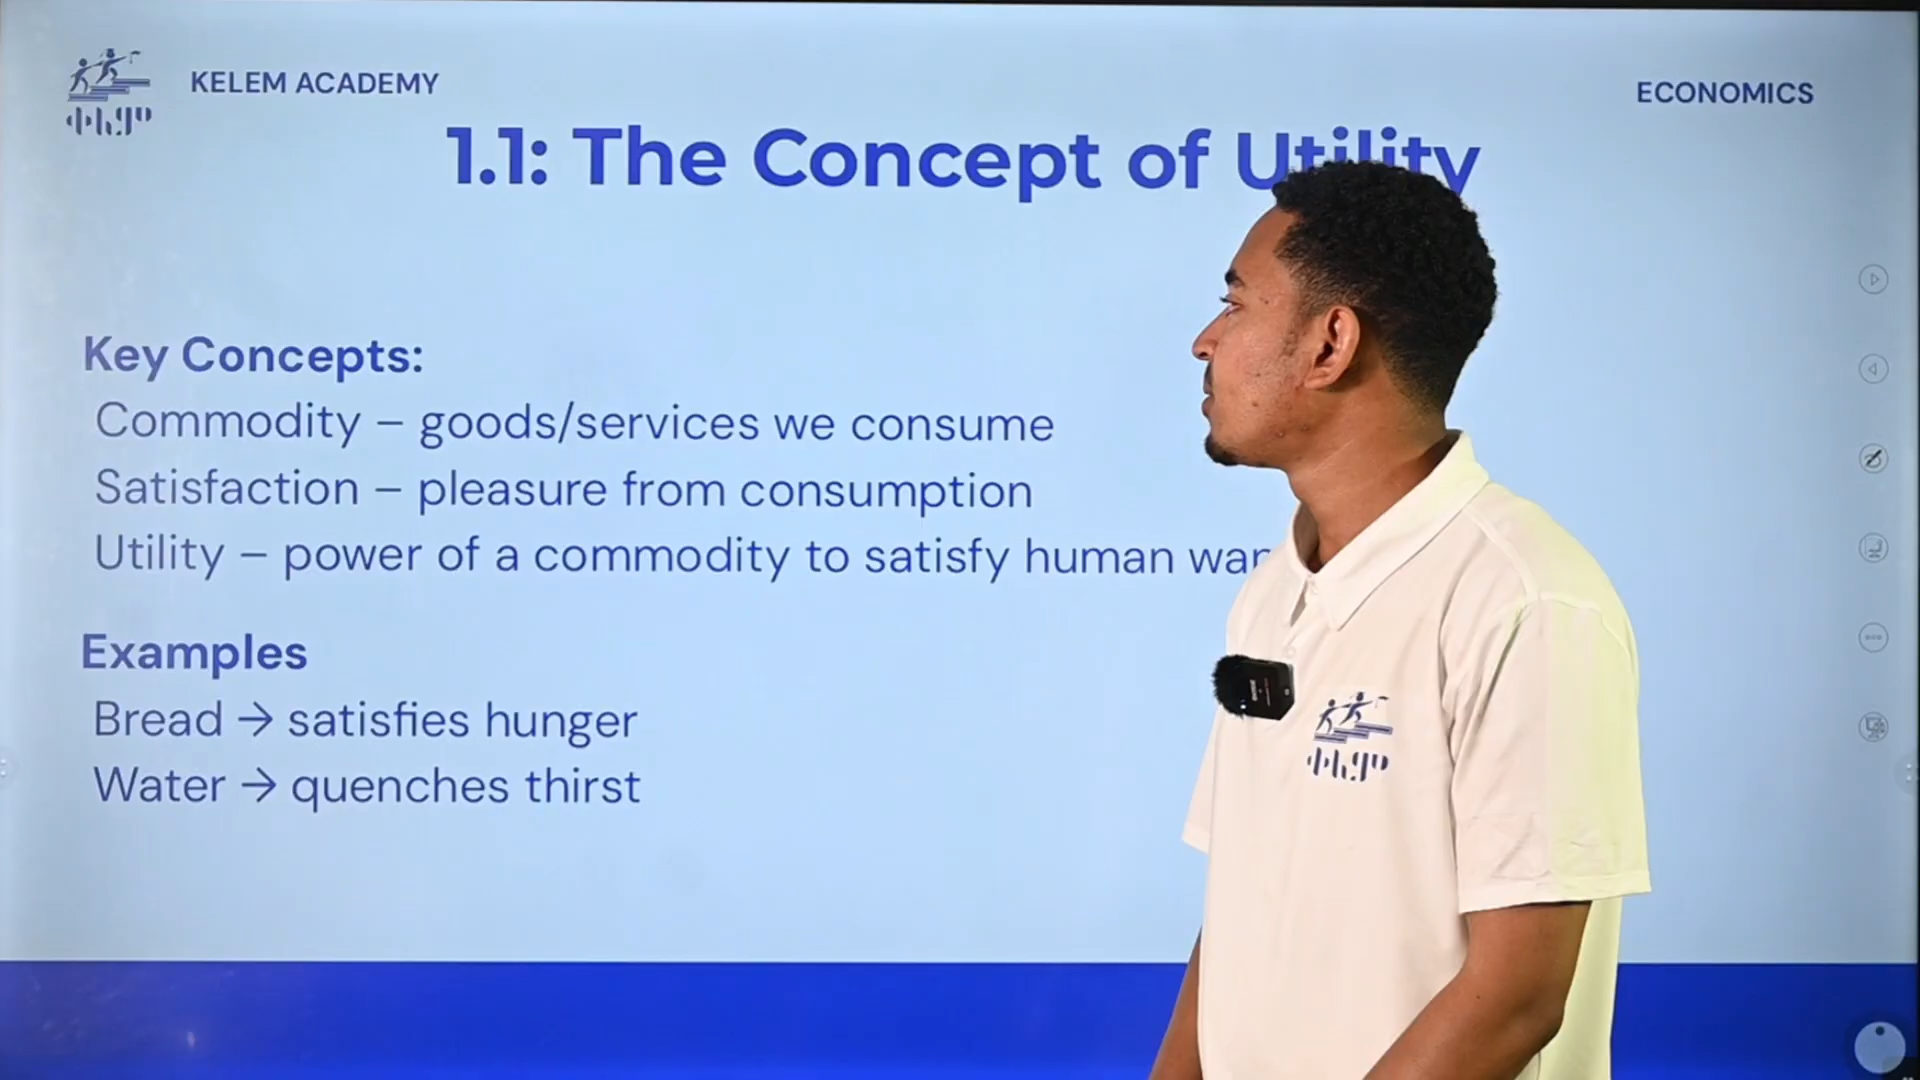 KELEM ACADEMY
ቀለም
ECONOMICS
1.1: The Concept of Utility
Key Concepts:
Commodity – goods/services we consume
Satisfaction – pleasure from consumption
Utility – power of a commodity to satisfy human
Examples
Bread → satisfies hunger
Water → quenches thirst
ቀለም